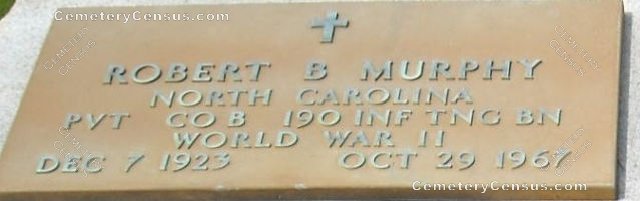 CemeteryCensus.com
ROBERT B MURPHY
NORTH CAROLINA
PVT CO B 190 INF TNG BN
WORLD WAR II
DEC 7 1923 OCT 29 1967
CemeteryCensus.com